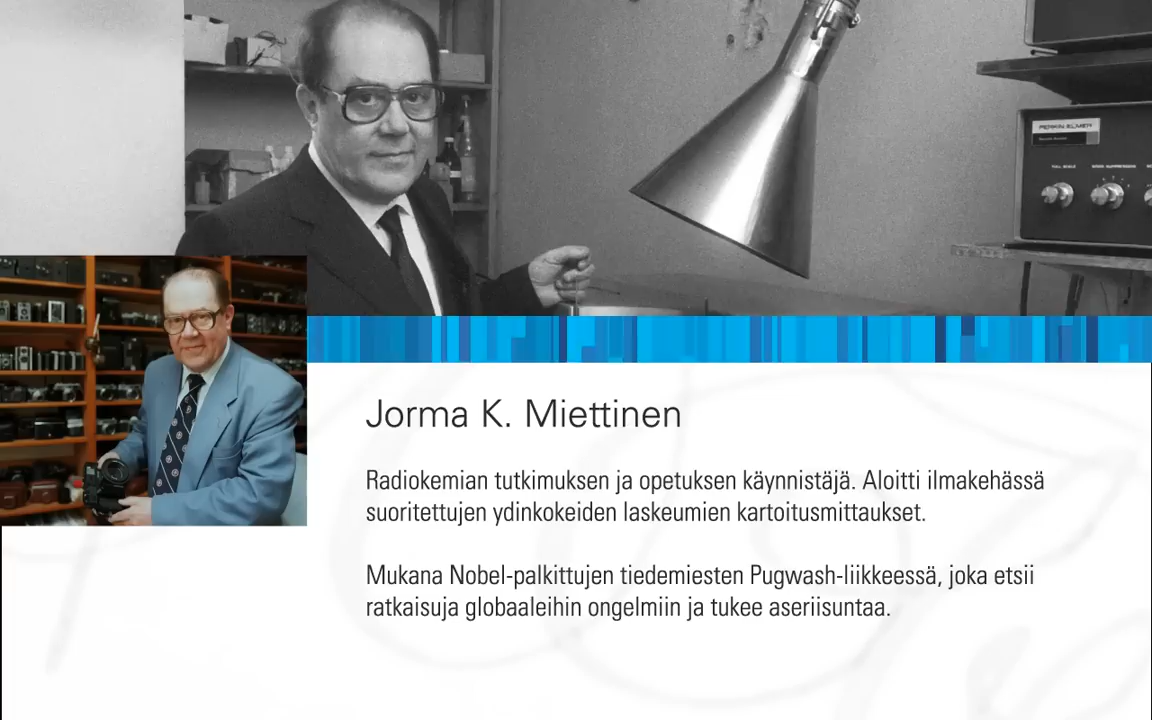 PERKIN ELMER
Jorma K. Miettinen
Radiokemian tutkimuksen ja opetuksen käynnistäjä. Aloitti ilmakehässä
suoritettujen ydinkokeiden laskeumien kartoitusmittaukset.
Mukana Nobel-palkittujen tiedemiesten Pugwash-liikkeessä, joka etsii
ratkaisuja globaaleihin ongelmiin ja tukee aseriisuntaa.